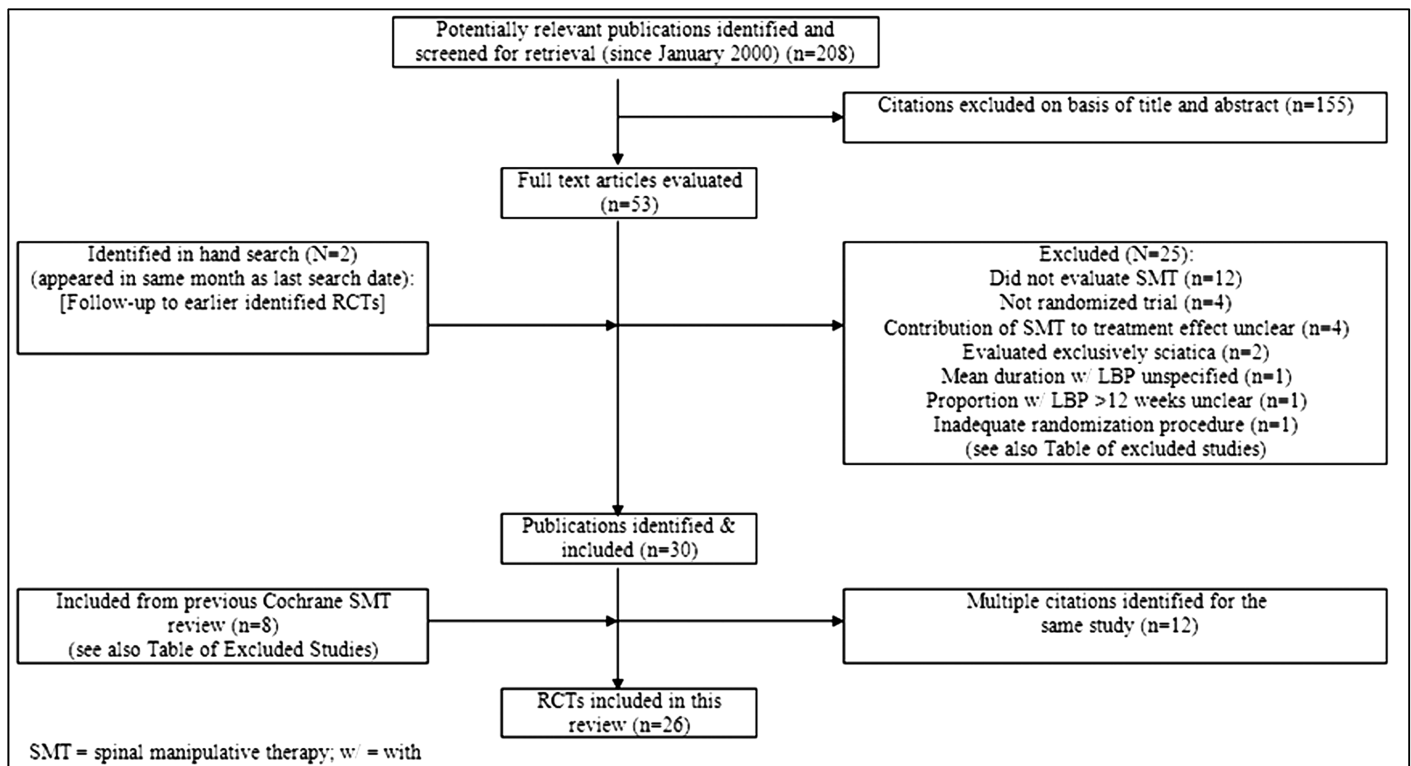 Potentially relevant publications identified and
screened for retrieval (since January 2000) (n=208)
Citations excluded on basis of title and abstract (n=155)
Full text articles evaluated
(n=53)
Identified in hand search (N=2)
(appeared in same month as last search date):
[Follow-up to earlier identified RCTs]
Excluded (N=25):
Did not evaluate SMT (n=12)
Not randomized trial (n=4)
Contribution of SMT to treatment effect unclear (n=4)
Evaluated exclusively sciatica (n=2)
Mean duration w/ LBP unspecified (n=1)
Proportion w/ LBP >12 weeks unclear (n=1)
Inadequate randomization procedure (n=1)
(see also Table of excluded studies)
Publications identified &
included (n=30)
Included from previous Cochrane SMT
review (n=8)
(see also Table of Excluded Studies)
Multiple citations identified for the
same study (n=12)
RCTs included in this
review (n=26)
SMT = spinal manipulative therapy; w/ = with